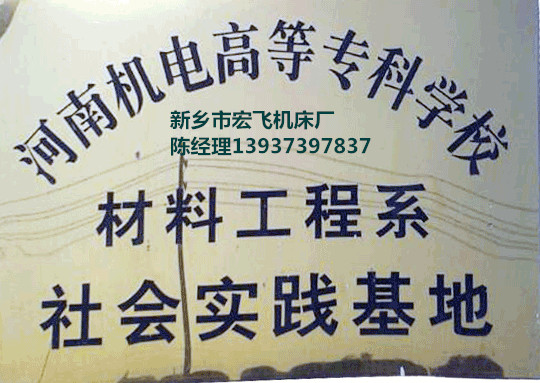 河南机电高等专科学校
新乡市宏飞机床厂
陈经理13937397837
材料工程系
社会实践基地